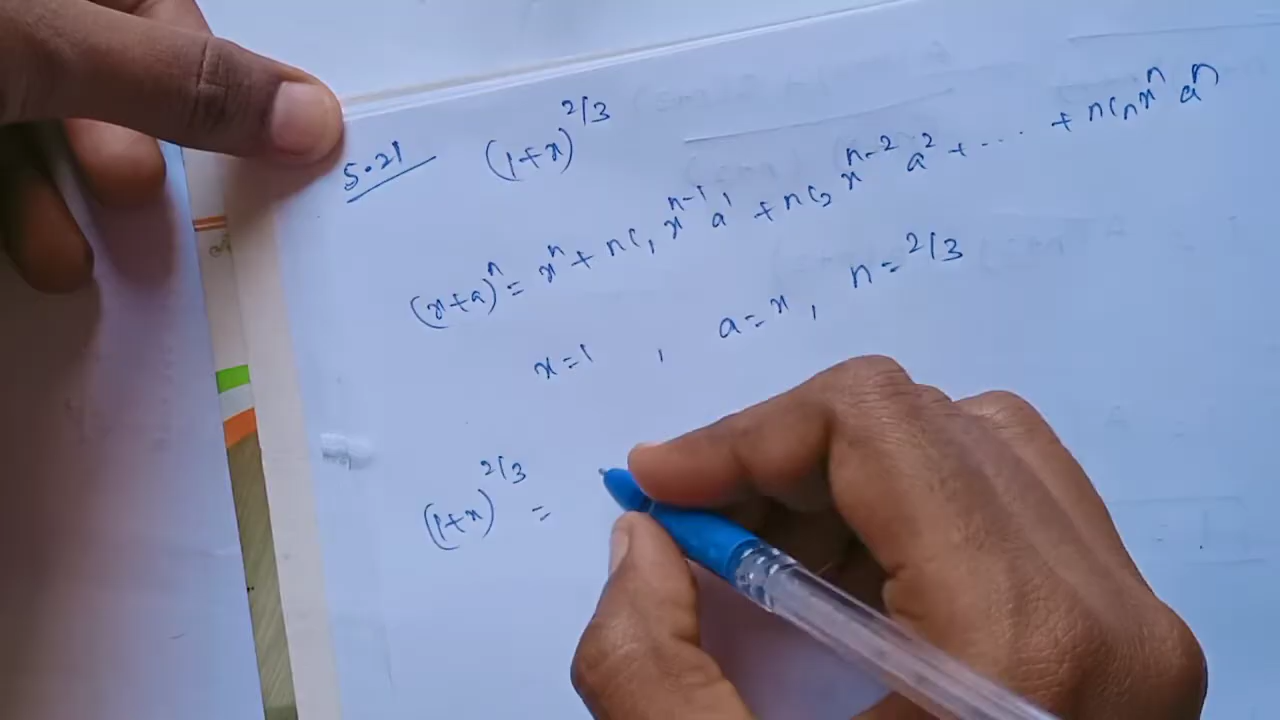 5.21 (1+x)^2/3
(x+a)^n = x^n + nC₁ x^n-1 a^1 + nC₂ x^n-2 a^2 + ... + nCₙ x^n a^n
x=1 , a=x , n=2/3
(1+x)^2/3 =